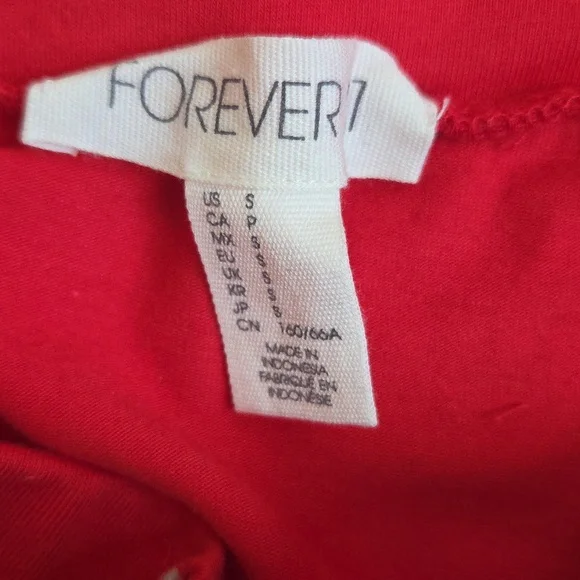 FOREVER
US S
CA P
MX S
EU S
UK S
KR S
JP S
CN 160/66A
MADE IN
INDONESIA
FABRIQUÉ EN
INDONÉSIE